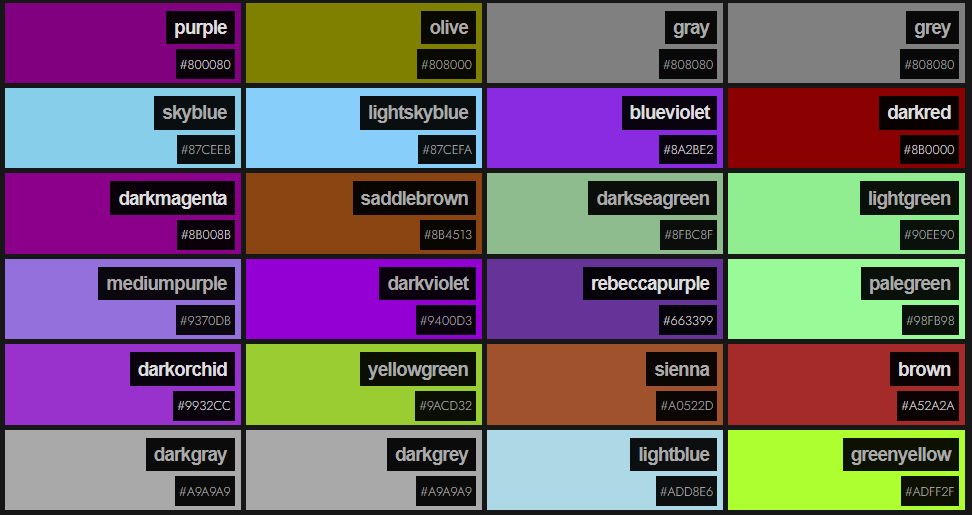 purple
#800080
olive
#808000
gray
#808080
grey
#808080
skyblue
#87CEEB
lightskyblue
#87CEFA
blueviolet
#8A2BE2
darkred
#8B0000
darkmagenta
#8B008B
saddlebrown
#8B4513
darkseagreen
#8FBC8F
lightgreen
#90EE90
mediumpurple
#9370DB
darkviolet
#9400D3
rebeccapurple
#663399
palegreen
#98FB98
darkorchid
#9932CC
yellowgreen
#9ACD32
sienna
#A0522D
brown
#A52A2A
darkgray
#A9A9A9
darkgrey
#A9A9A9
lightblue
#ADD8E6
greenyellow
#ADFF2F